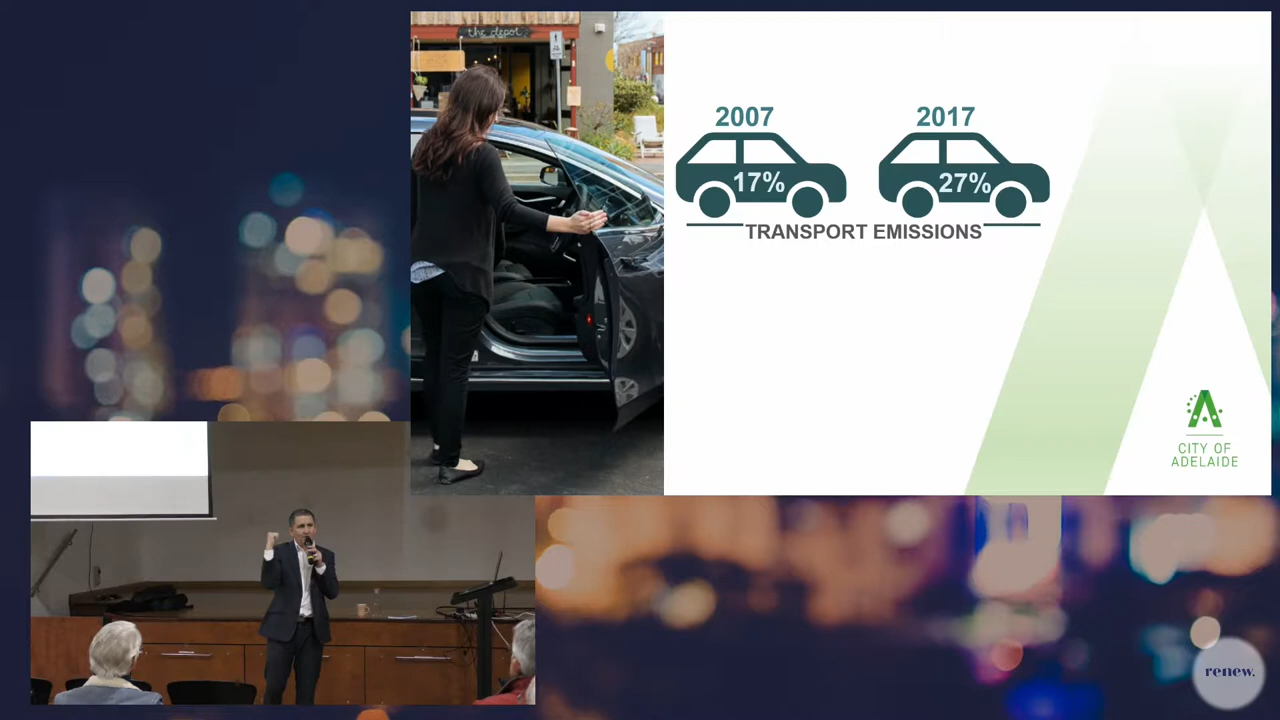 the depot
2007
2017
17%
27%
TRANSPORT EMISSIONS
CITY OF
ADELAIDE
renew.